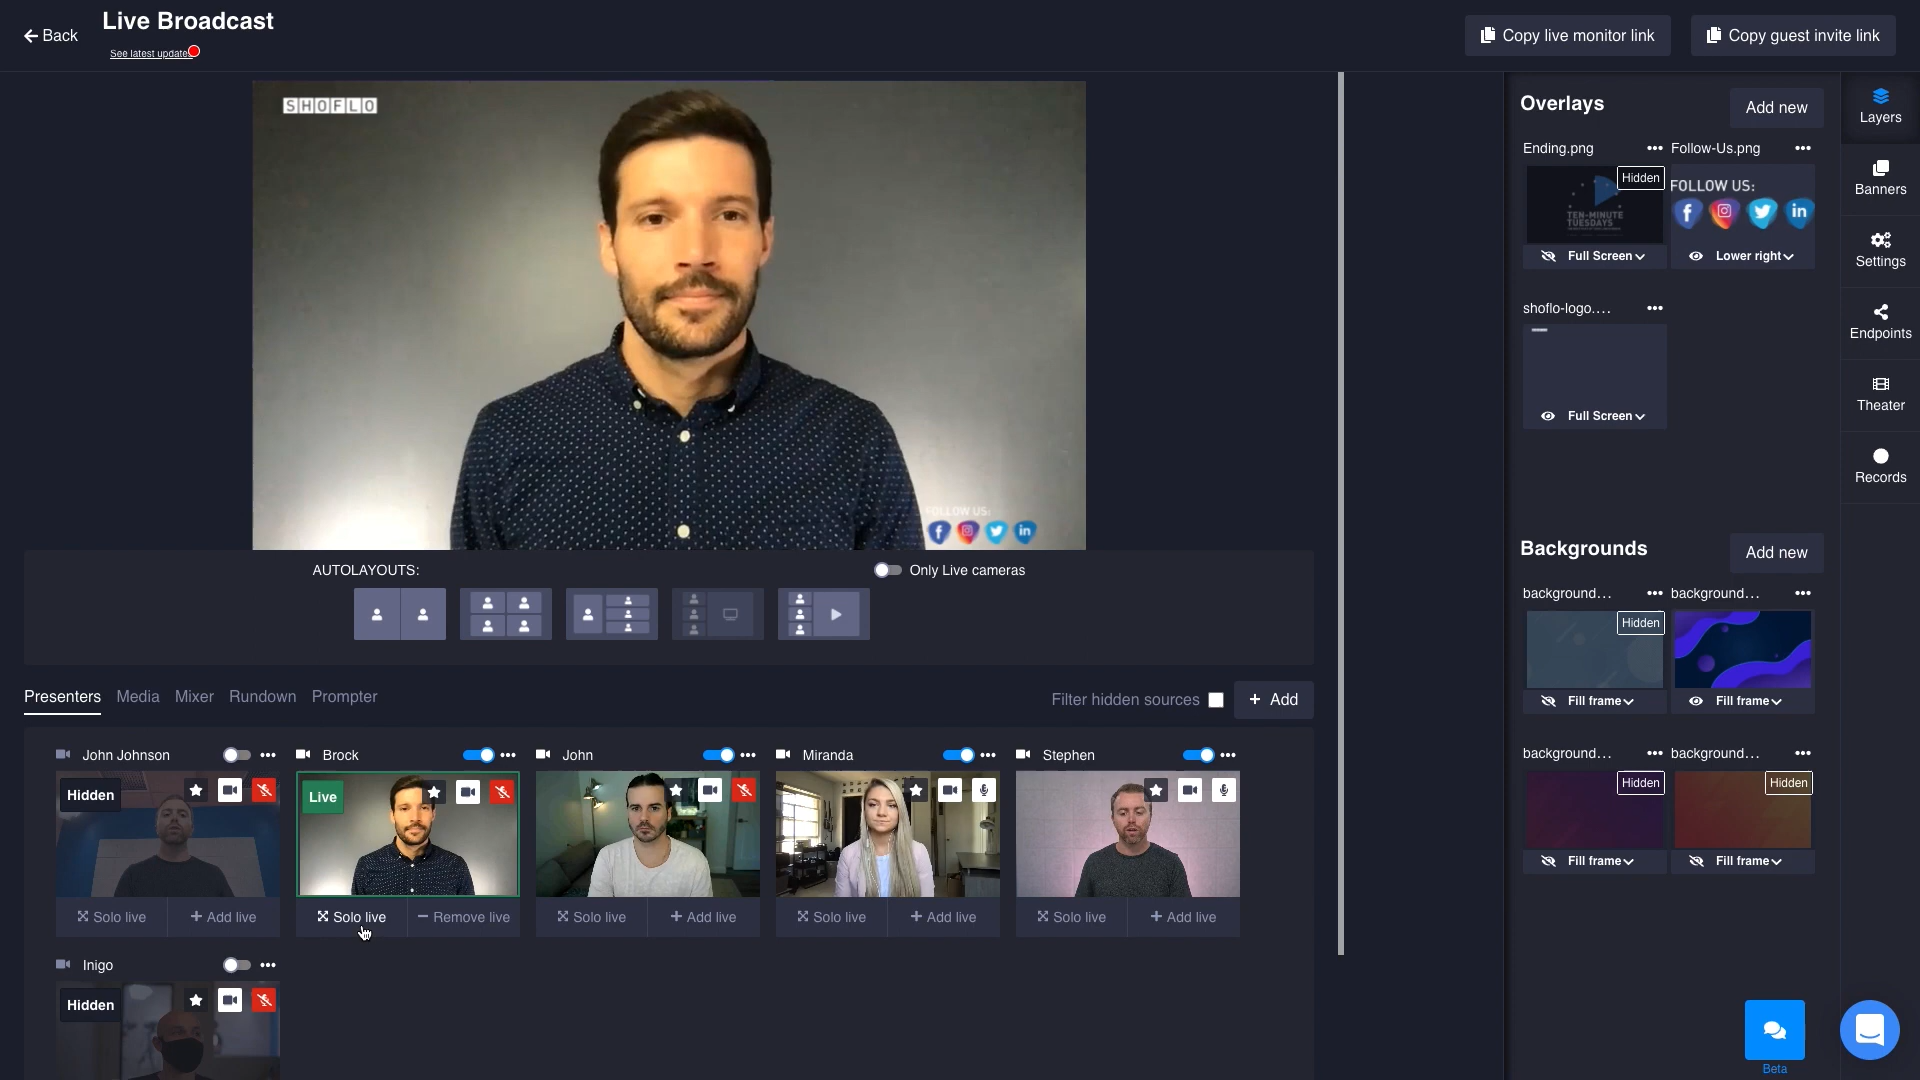 Back
Live Broadcast
See latest update
Copy live monitor link
Copy guest invite link
SHOFLO
FOLLOW US:
AUTOLAYOUTS:
Only Live cameras
Presenters
Media
Mixer
Rundown
Prompter
Filter hidden sources
+ Add
John Johnson
Hidden
Solo live
+ Add live
Brock
Live
Solo live
− Remove live
John
Solo live
+ Add live
Miranda
Solo live
+ Add live
Stephen
Solo live
+ Add live
Inigo
Hidden
Overlays
Add new
Ending.png
Hidden
TEN-MINUTE
TUESDAYS
Full Screen
Follow-Us.png
FOLLOW US:
Lower right
shoflo-logo....
Full Screen
Backgrounds
Add new
background...
Hidden
Fill frame
background...
Fill frame
background...
Hidden
Fill frame
background...
Hidden
Fill frame
Layers
Banners
Settings
Endpoints
Theater
Records
Beta